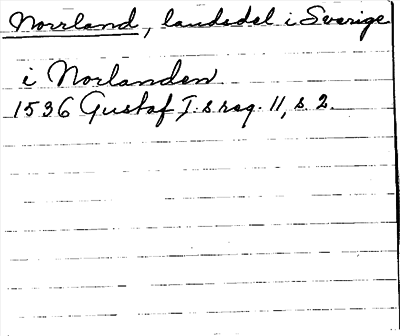 Norrland, landsdel i Sverige
i Norlanden
1536 Gustaf I:s reg. 11, s. 2.